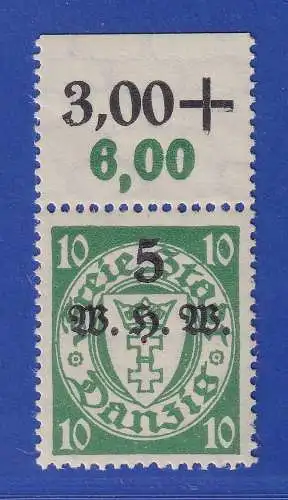 3,00+
6,00
10 5 10
Freie Stadt
W. H. W.
Danzig
10 10